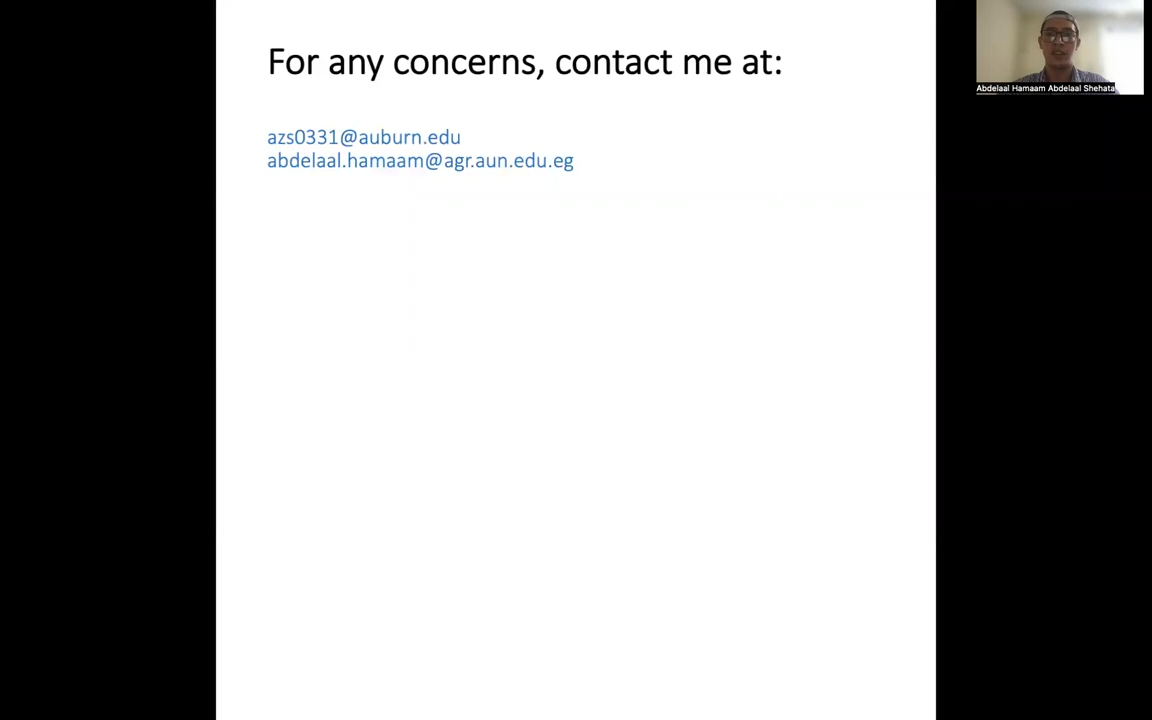 For any concerns, contact me at:
azs0331@auburn.edu
abdelaal.hamaam@agr.aun.edu.eg
Abdelaal Hamaam Abdelaal Shehata